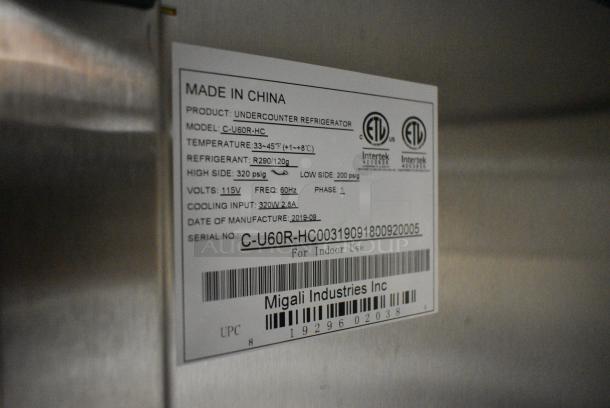 MADE IN CHINA
PRODUCT: UNDERCOUNTER REFRIGERATOR
MODEL: C-U60R-HC
TEMPERATURE: 33~45°F (+1~+8°C)
REFRIGERANT: R290/120g
HIGH SIDE: 320 psig LOW SIDE: 200 psig
VOLTS: 115V FREQ: 60Hz PHASE: 1
COOLING INPUT: 320W 2.6A
DATE OF MANUFACTURE: 2019-09
SERIAL NO C-U60R-HC00319091800920005
For Indoor Use
Migali Industries Inc
UPC 8 19296 02038
C ETL US
Intertek
ETL
Intertek